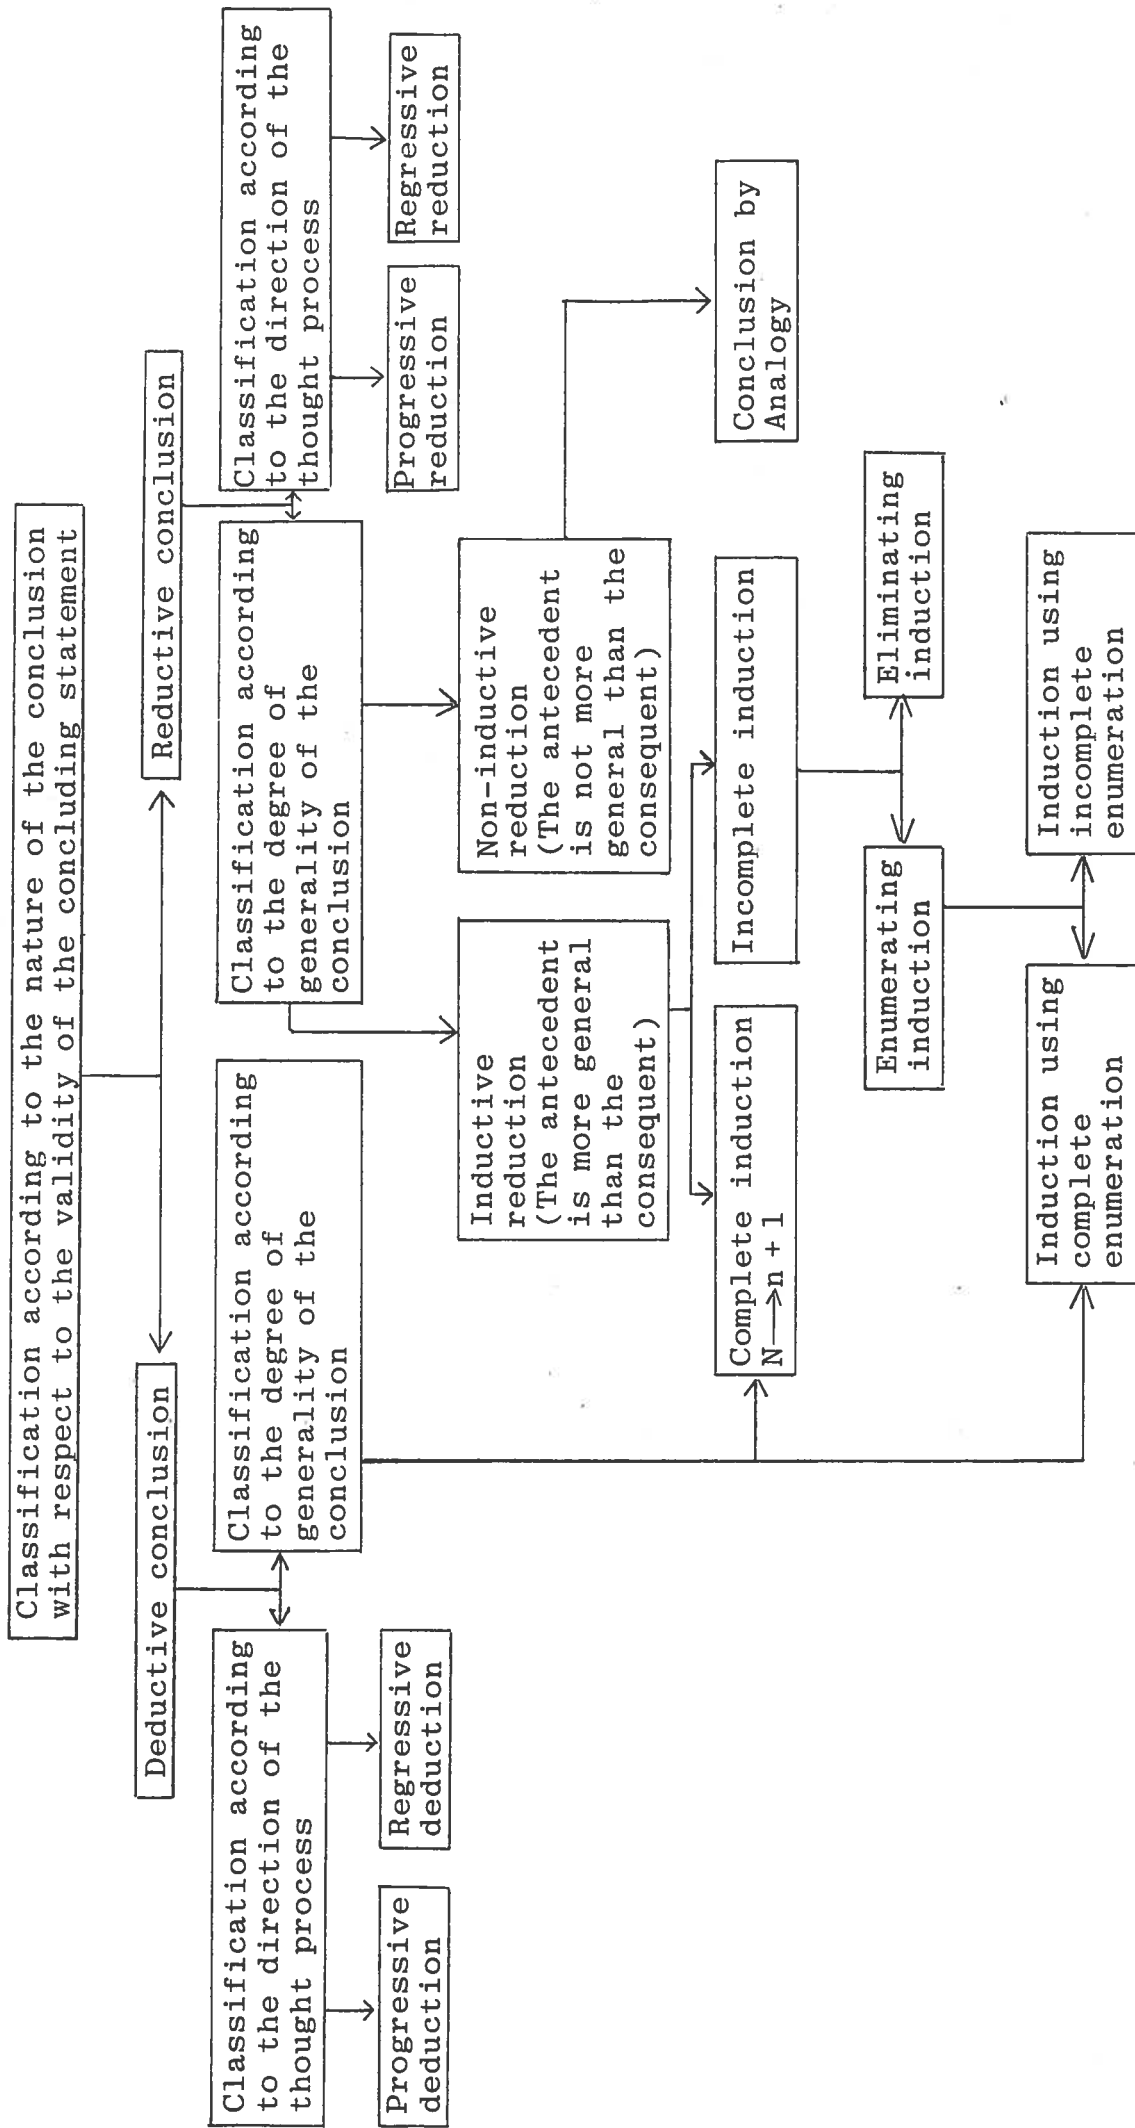 Classification according to the nature of the conclusion
with respect to the validity of the concluding statement
Deductive conclusion
Reductive conclusion
Classification according
to the direction of the
thought process
Classification according
to the degree of
generality of the
conclusion
Classification according
to the degree of
generality of the
conclusion
Classification according
to the direction of the
thought process
Progressive
deduction
Regressive
deduction
Progressive
reduction
Regressive
reduction
Inductive
reduction
(The antecedent
is more general
than the
consequent)
Non-inductive
reduction
(The antecedent
is not more
general than the
consequent)
Complete induction
N→n+1
Incomplete induction
Conclusion by
Analogy
Enumerating
induction
Eliminating
induction
Induction using
complete
enumeration
Induction using
incomplete
enumeration